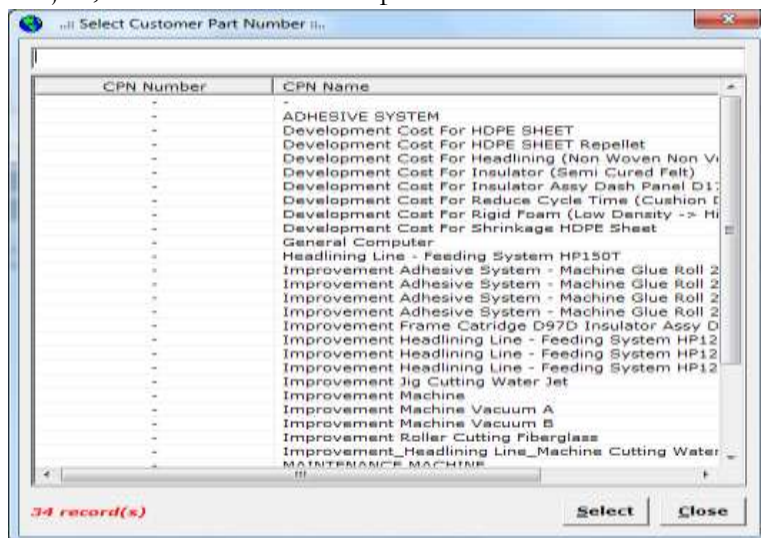 ..:: Select Customer Part Number ::..
CPN Number CPN Name
- -
- ADHESIVE SYSTEM
- Development Cost For HDPE SHEET
- Development Cost For HDPE SHEET Repellet
- Development Cost For Headlining (Non Woven Non V
- Development Cost For Insulator (Semi Cured Felt)
- Development Cost For Insulator Assy Dash Panel D1
- Development Cost For Reduce Cycle Time (Cushion
- Development Cost For Rigid Foam (Low Density -> Hi
- Development Cost For Shrinkage HDPE Sheet
- General Computer
- Headlining Line - Feeding System HP150T
- Improvement Adhesive System - Machine Glue Roll 2
- Improvement Adhesive System - Machine Glue Roll 2
- Improvement Adhesive System - Machine Glue Roll 2
- Improvement Adhesive System - Machine Glue Roll 2
- Improvement Frame Catridge D97D Insulator Assy D
- Improvement Headlining Line - Feeding System HP12
- Improvement Headlining Line - Feeding System HP12
- Improvement Headlining Line - Feeding System HP12
- Improvement Jig Cutting Water Jet
- Improvement Machine
- Improvement Machine Vacuum A
- Improvement Machine Vacuum B
- Improvement Roller Cutting Fiberglass
- Improvement_Headlining Line_Machine Cutting Water
- MAINTENANCE MACHINE
34 record(s) Select Close